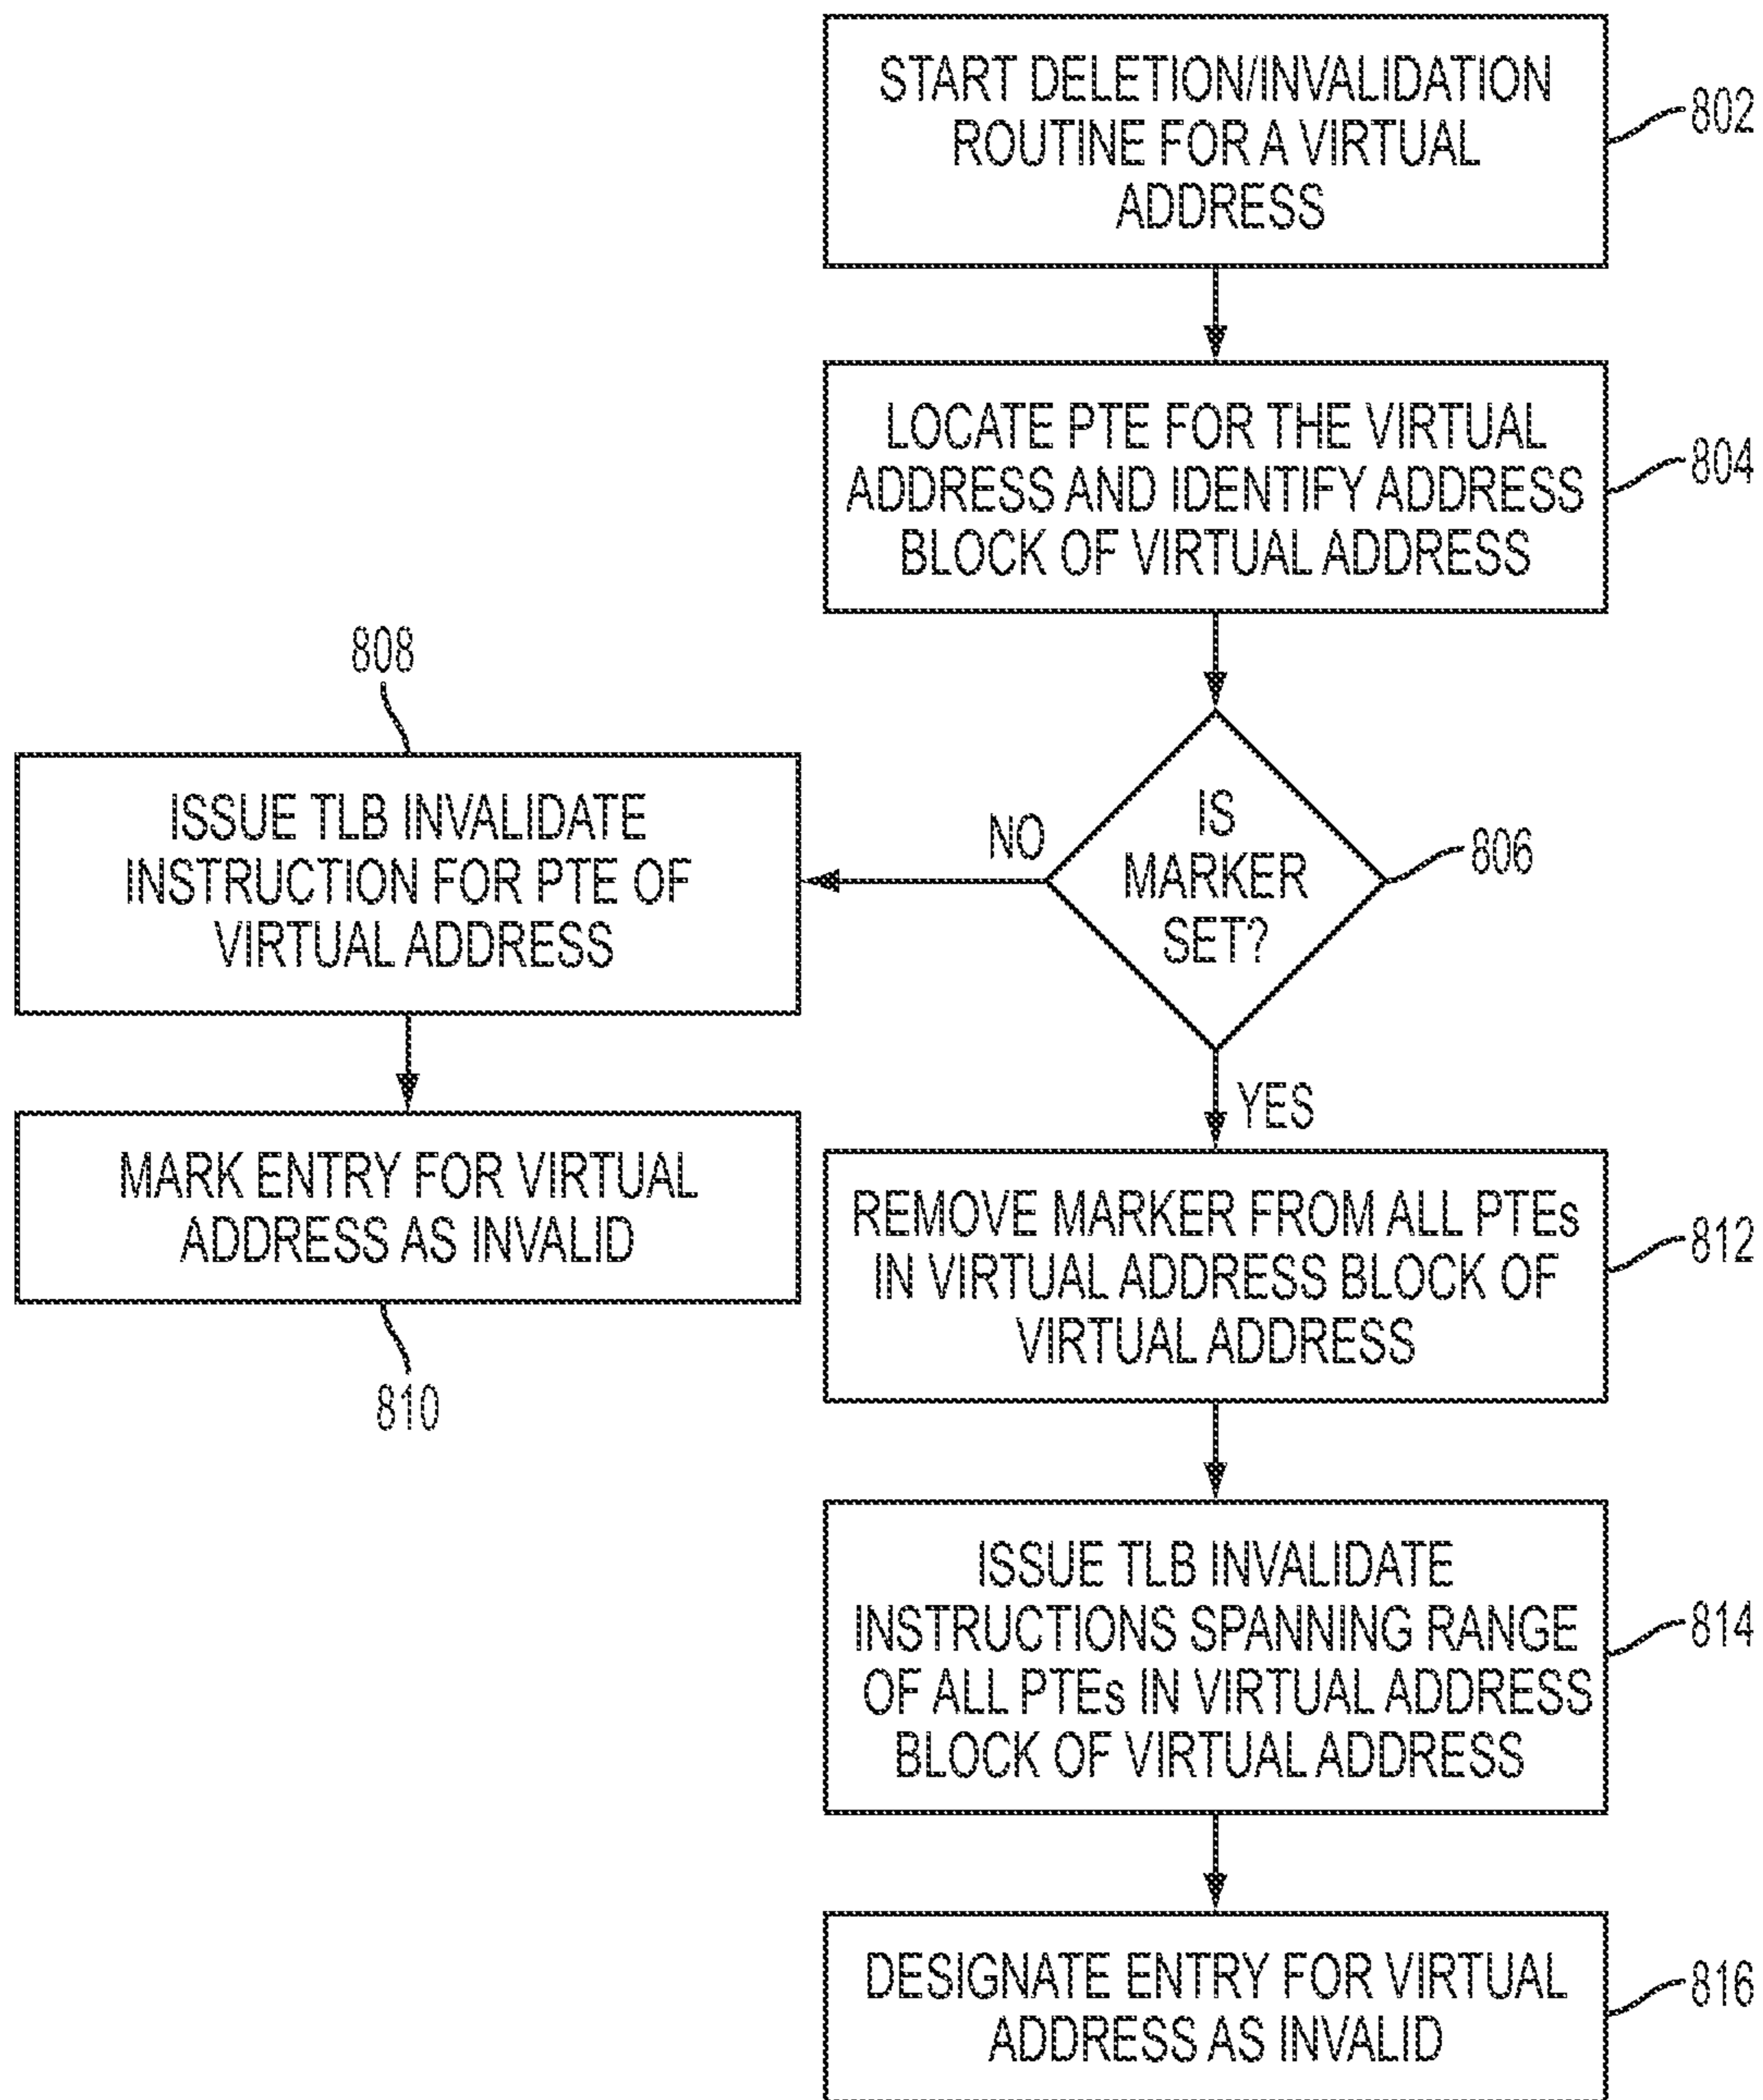 START DELETION/INVALIDATION
ROUTINE FOR A VIRTUAL
ADDRESS
802
LOCATE PTE FOR THE VIRTUAL
ADDRESS AND IDENTIFY ADDRESS
BLOCK OF VIRTUAL ADDRESS
804
IS
MARKER
SET?
806
NO
808
ISSUE TLB INVALIDATE
INSTRUCTION FOR PTE OF
VIRTUAL ADDRESS
MARK ENTRY FOR VIRTUAL
ADDRESS AS INVALID
810
YES
REMOVE MARKER FROM ALL PTEs
IN VIRTUAL ADDRESS BLOCK OF
VIRTUAL ADDRESS
812
ISSUE TLB INVALIDATE
INSTRUCTIONS SPANNING RANGE
OF ALL PTEs IN VIRTUAL ADDRESS
BLOCK OF VIRTUAL ADDRESS
814
DESIGNATE ENTRY FOR VIRTUAL
ADDRESS AS INVALID
816